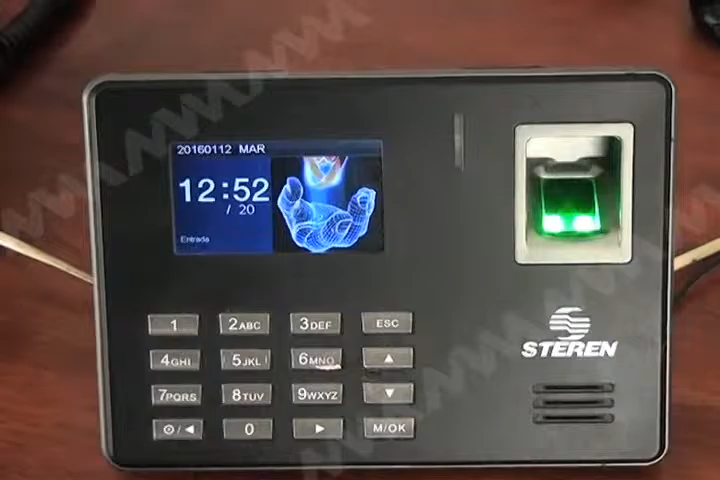 20160112 MAR
12:52
/ 20
Entrada
1
2ABC
3DEF
ESC
4GHI
5JKL
6MNO
▲
7PQRS
8TUV
9WXYZ
▼
⊙/◀
0
▶
M/OK
STEREN